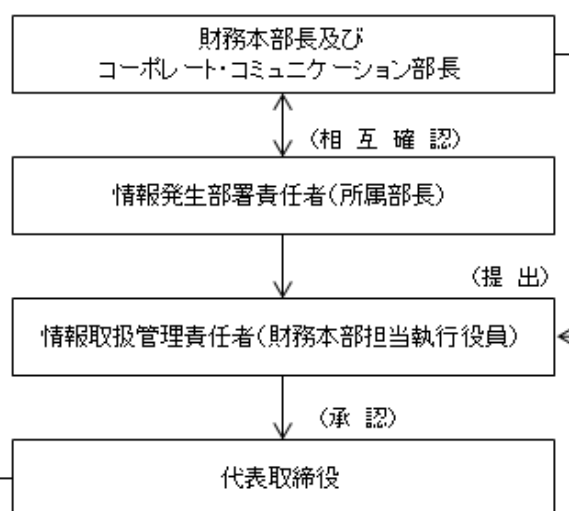 財務本部長及び
コーポレート・コミュニケーション部長
(相 互 確 認)
情報発生部署責任者(所属部長)
(提 出)
情報取扱管理責任者(財務本部担当執行役員)
(承 認)
代表取締役